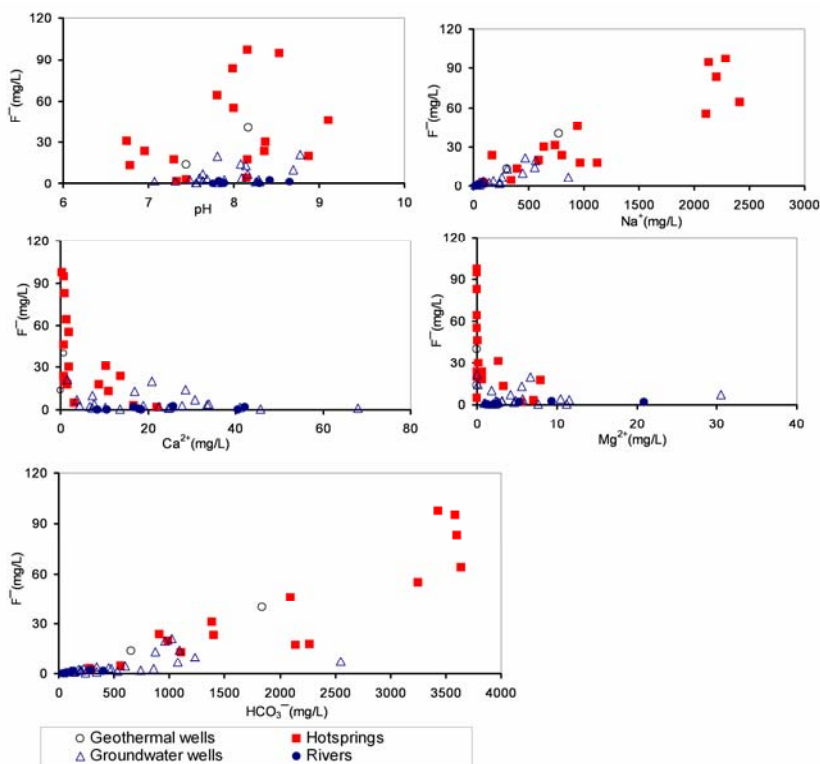 120
90
60
30
0
F⁻(mg/L)
6 7 8 9 10
pH
120
90
60
30
0
F⁻(mg/L)
0 500 1000 1500 2000 2500 3000
Na⁺(mg/L)
120
90
60
30
0
F⁻(mg/L)
0 20 40 60 80
Ca²⁺(mg/L)
120
90
60
30
0
F⁻(mg/L)
0 10 20 30 40
Mg²⁺(mg/L)
120
90
60
30
0
F⁻(mg/L)
0 500 1000 1500 2000 2500 3000 3500 4000
HCO₃⁻(mg/L)
Geothermal wells Hotsprings
Groundwater wells Rivers